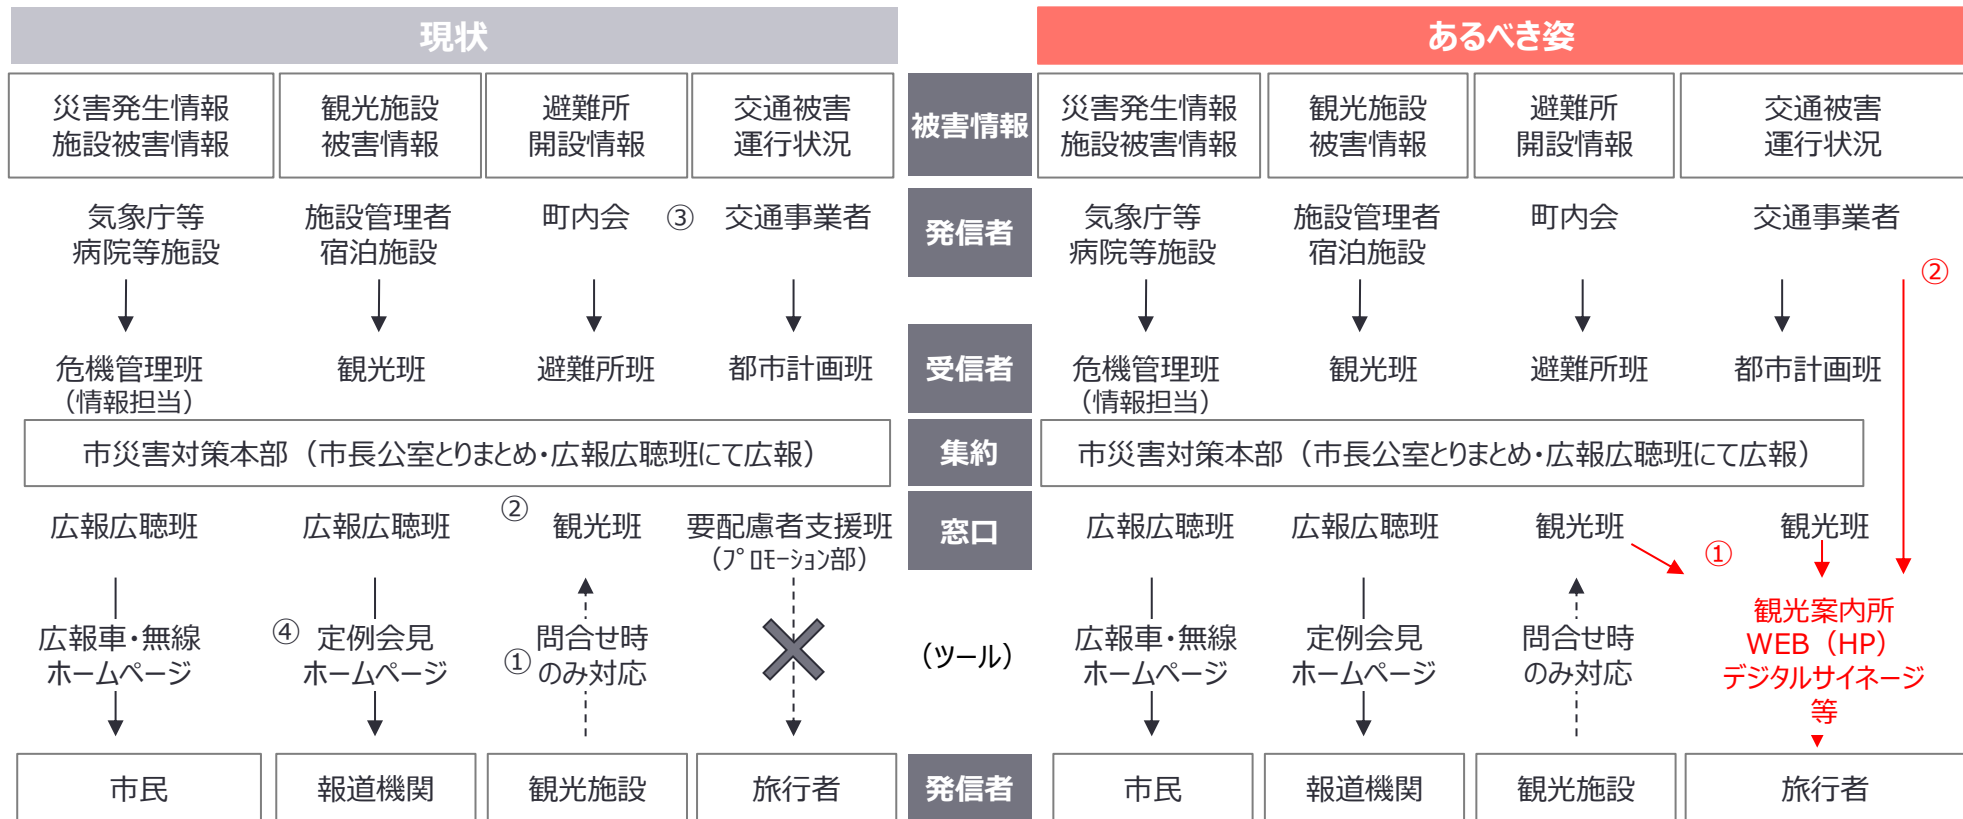 現状
あるべき姿
災害発生情報
施設被害情報
観光施設
被害情報
避難所
開設情報
交通被害
運行状況
被害情報
災害発生情報
施設被害情報
観光施設
被害情報
避難所
開設情報
交通被害
運行状況
気象庁等
病院等施設
施設管理者
宿泊施設
町内会
③
交通事業者
発信者
気象庁等
病院等施設
施設管理者
宿泊施設
町内会
交通事業者
②
危機管理班
（情報担当）
観光班
避難所班
都市計画班
受信者
危機管理班
（情報担当）
観光班
避難所班
都市計画班
市災害対策本部（市長公室とりまとめ・広報広聴班にて広報）
集約
市災害対策本部（市長公室とりまとめ・広報広聴班にて広報）
広報広聴班
広報広聴班
②
観光班
要配慮者支援班
（ﾌﾟﾛﾓｰｼｮﾝ部）
窓口
広報広聴班
広報広聴班
観光班
①
観光班
広報車・無線
ホームページ
④
定例会見
ホームページ
①
問合せ時
のみ対応
（ツール）
広報車・無線
ホームページ
定例会見
ホームページ
問合せ時
のみ対応
観光案内所
WEB（HP）
デジタルサイネージ
等
市民
報道機関
観光施設
旅行者
発信者
市民
報道機関
観光施設
旅行者